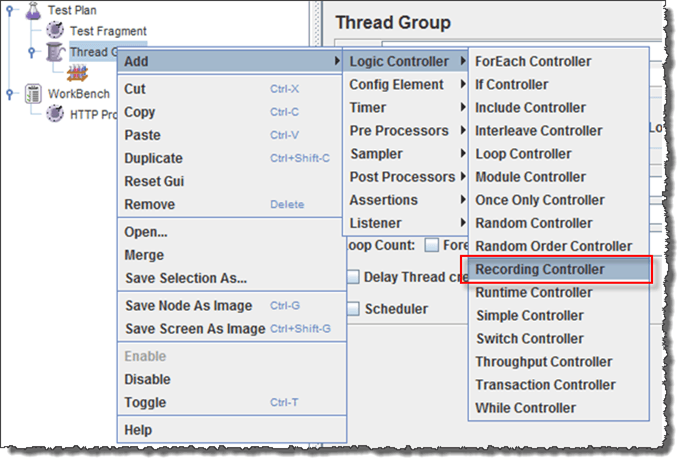 Test Plan
Test Fragment
Thread G
WorkBench
HTTP Pro
Thread Group
Add
Cut Ctrl-X
Copy Ctrl-C
Paste Ctrl-V
Duplicate Ctrl+Shift-C
Reset Gui
Remove Delete
Open...
Merge
Save Selection As...
Save Node As Image Ctrl-G
Save Screen As Image Ctrl+Shift-G
Enable
Disable
Toggle Ctrl-T
Help
Logic Controller
Config Element
Timer
Pre Processors
Sampler
Post Processors
Assertions
Listener
ForEach Controller
If Controller
Include Controller
Interleave Controller
Loop Controller
Module Controller
Once Only Controller
Random Controller
Random Order Controller
Recording Controller
Runtime Controller
Simple Controller
Switch Controller
Throughput Controller
Transaction Controller
While Controller
Loop Count: Fore
Delay Thread cre
Scheduler